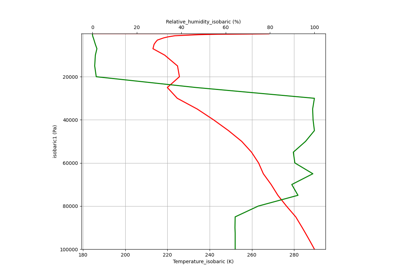 Relative_humidity_isobaric (%)
0 20 40 60 80 100
20000
40000
60000
80000
100000
isobaric1 (Pa)
180 200 220 240 260 280
Temperature_isobaric (K)